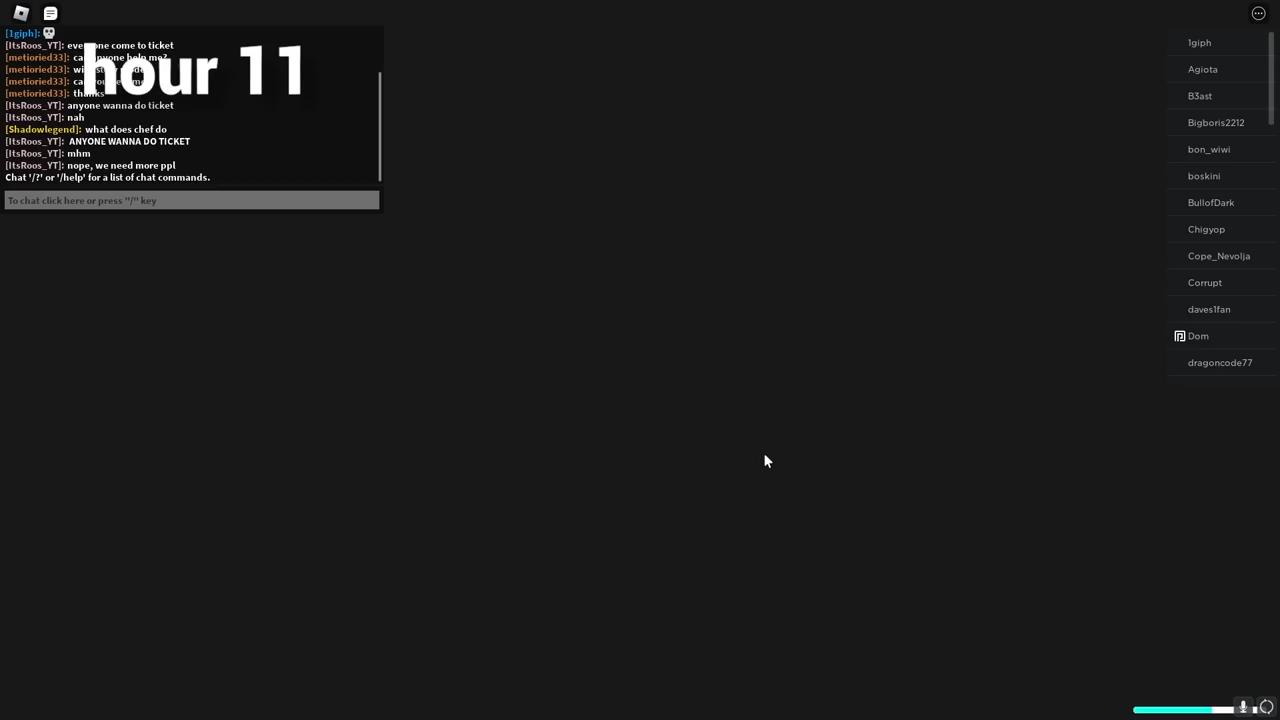 [1giph]: 💀
[ItsRoos_YT]: everyone come to ticket
[metioried33]: can anyone help me?
[metioried33]:
[metioried33]: can you
[metioried33]: thanks
[ItsRoos_YT]: anyone wanna do ticket
[ItsRoos_YT]: nah
[Shadowlegend]: what does chef do
[ItsRoos_YT]: ANYONE WANNA DO TICKET
[ItsRoos_YT]: mhm
[ItsRoos_YT]: nope, we need more ppl
Chat '/?' or '/help' for a list of chat commands.
To chat click here or press "/" key
hour 11
1giph
Agiota
B3ast
Bigboris2212
bon_wiwi
boskini
BullofDark
Chigyop
Cope_Nevolja
Corrupt
daves1fan
Dom
dragoncode77